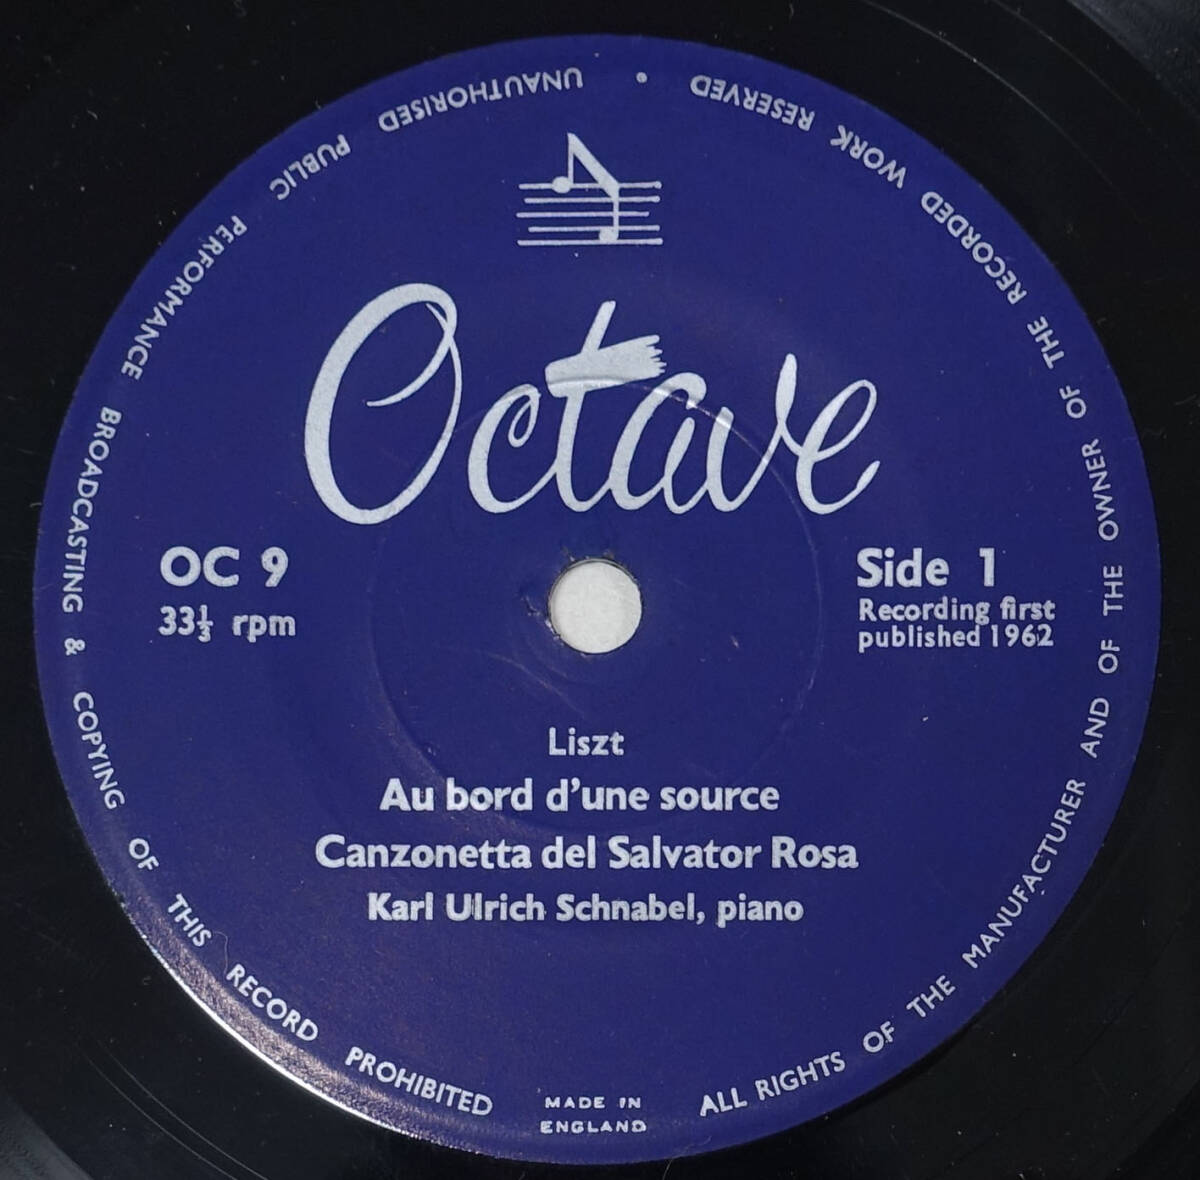 Octave
OC 9
33⅓ rpm
Side 1
Recording first
published 1962
Liszt
Au bord d'une source
Canzonetta del Salvator Rosa
Karl Ulrich Schnabel, piano
MADE IN
ENGLAND
ALL RIGHTS OF THE MANUFACTURER AND OF THE OWNER OF THE RECORDED WORK RESERVED • UNAUTHORISED PUBLIC PERFORMANCE BROADCASTING & COPYING OF THIS RECORD PROHIBITED